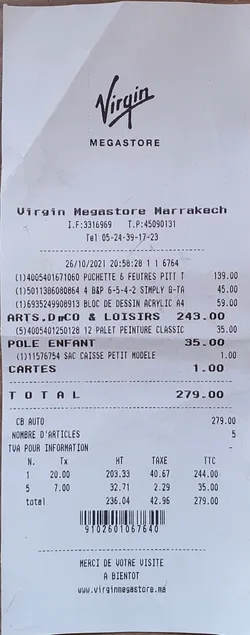 Virgin
MEGASTORE
Virgin Megastore Marrakech
I.F:3316969 T.P:45090131
Tel 05-24-39-17-23
26/10/2021 20:58:28 1 1 6764
(1)4005401671060 PUCHETTE 6 FEUTRES PITT T 139.00
(1)5011386080864 4 B&P 6-5-4-2 SIMPLY G-TA 45.00
(1)6935249908913 BLOC DE DESSIN ACRYLIC A4 59.00
ARTS.DmCO & LOISIRS 243.00
(5)4005401250128 12 PALET PEINTURE CLASSIC 35.00
POLE ENFANT 35.00
(1)11576754 SAC CAISSE PETIT MODELE 1.00
CARTES 1.00
TOTAL 279.00
CB AUTO 279.00
NOMBRE D'ARTICLES 5
TVA POUR INFORMATION -
N. Tx HT TAXE TTC
1 20.00 203.33 40.67 244.00
5 7.00 32.71 2.29 35.00
total 236.04 42.96 279.00
9102601067640
MERCI DE VOTRE VISITE
A BIENTOT
www.virginmegastore.ma